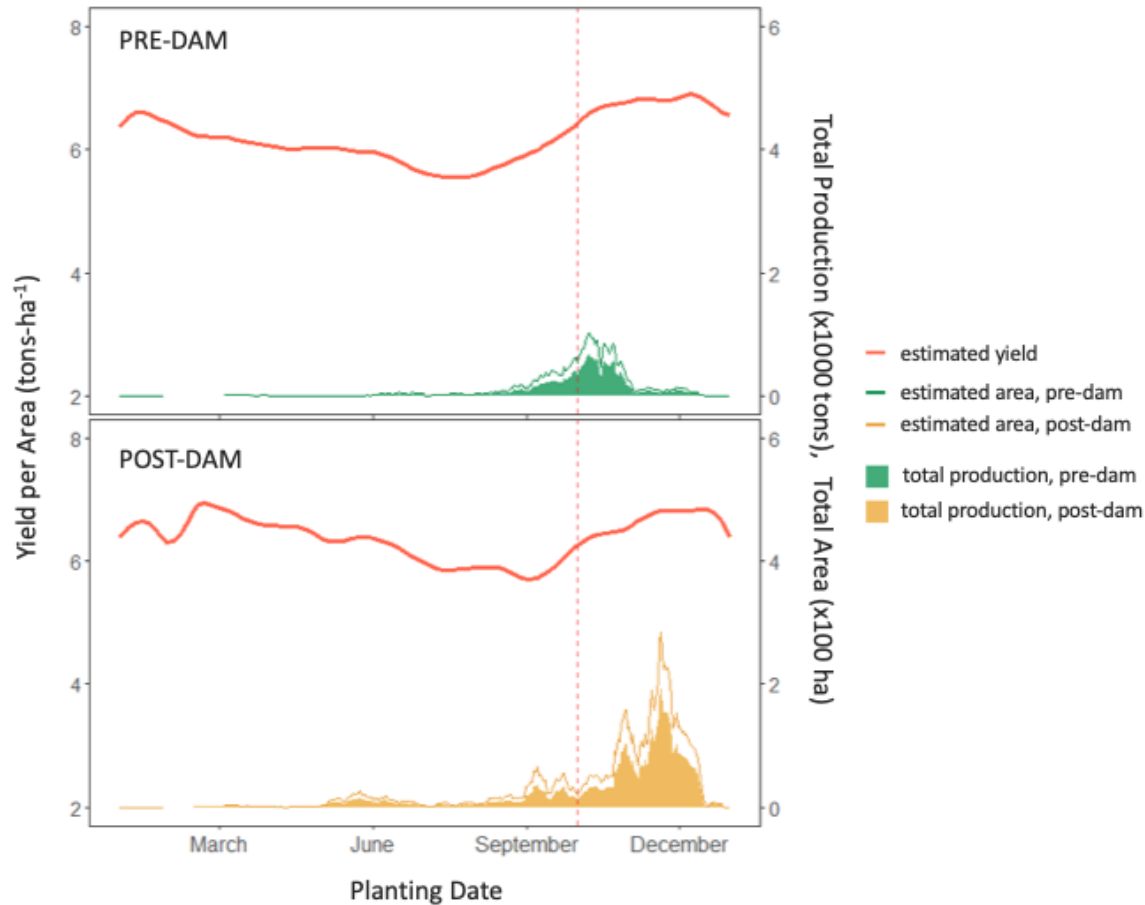 PRE-DAM
8
6
4
2
6
4
2
0
POST-DAM
8
6
4
2
6
4
2
0
Yield per Area (tons-ha⁻¹)
Total Production (x1000 tons), Total Area (x100 ha)
March
June
September
December
Planting Date
estimated yield
estimated area, pre-dam
estimated area, post-dam
total production, pre-dam
total production, post-dam